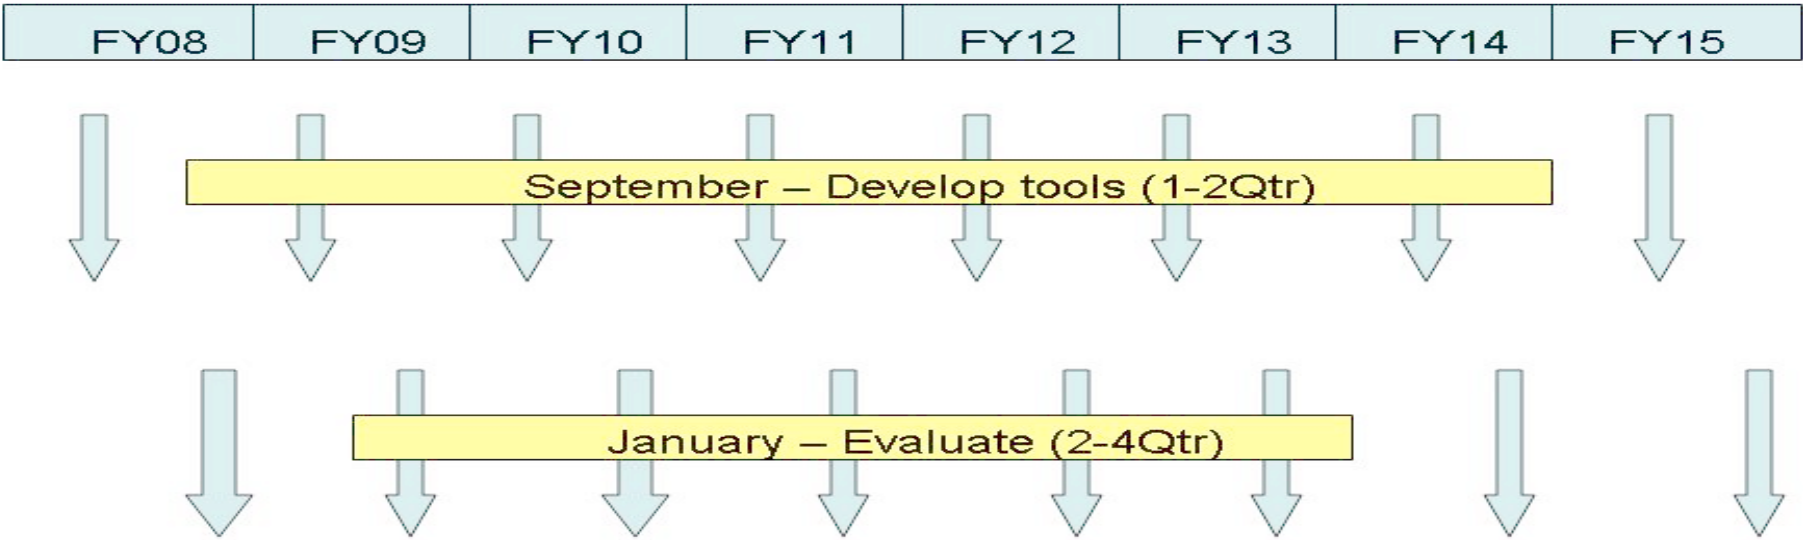 FY08 FY09 FY10 FY11 FY12 FY13 FY14 FY15
September – Develop tools (1-2Qtr)
January – Evaluate (2-4Qtr)